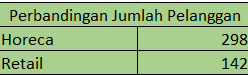 Perbandingan Jumlah Pelanggan
Horeca 298
Retail 142